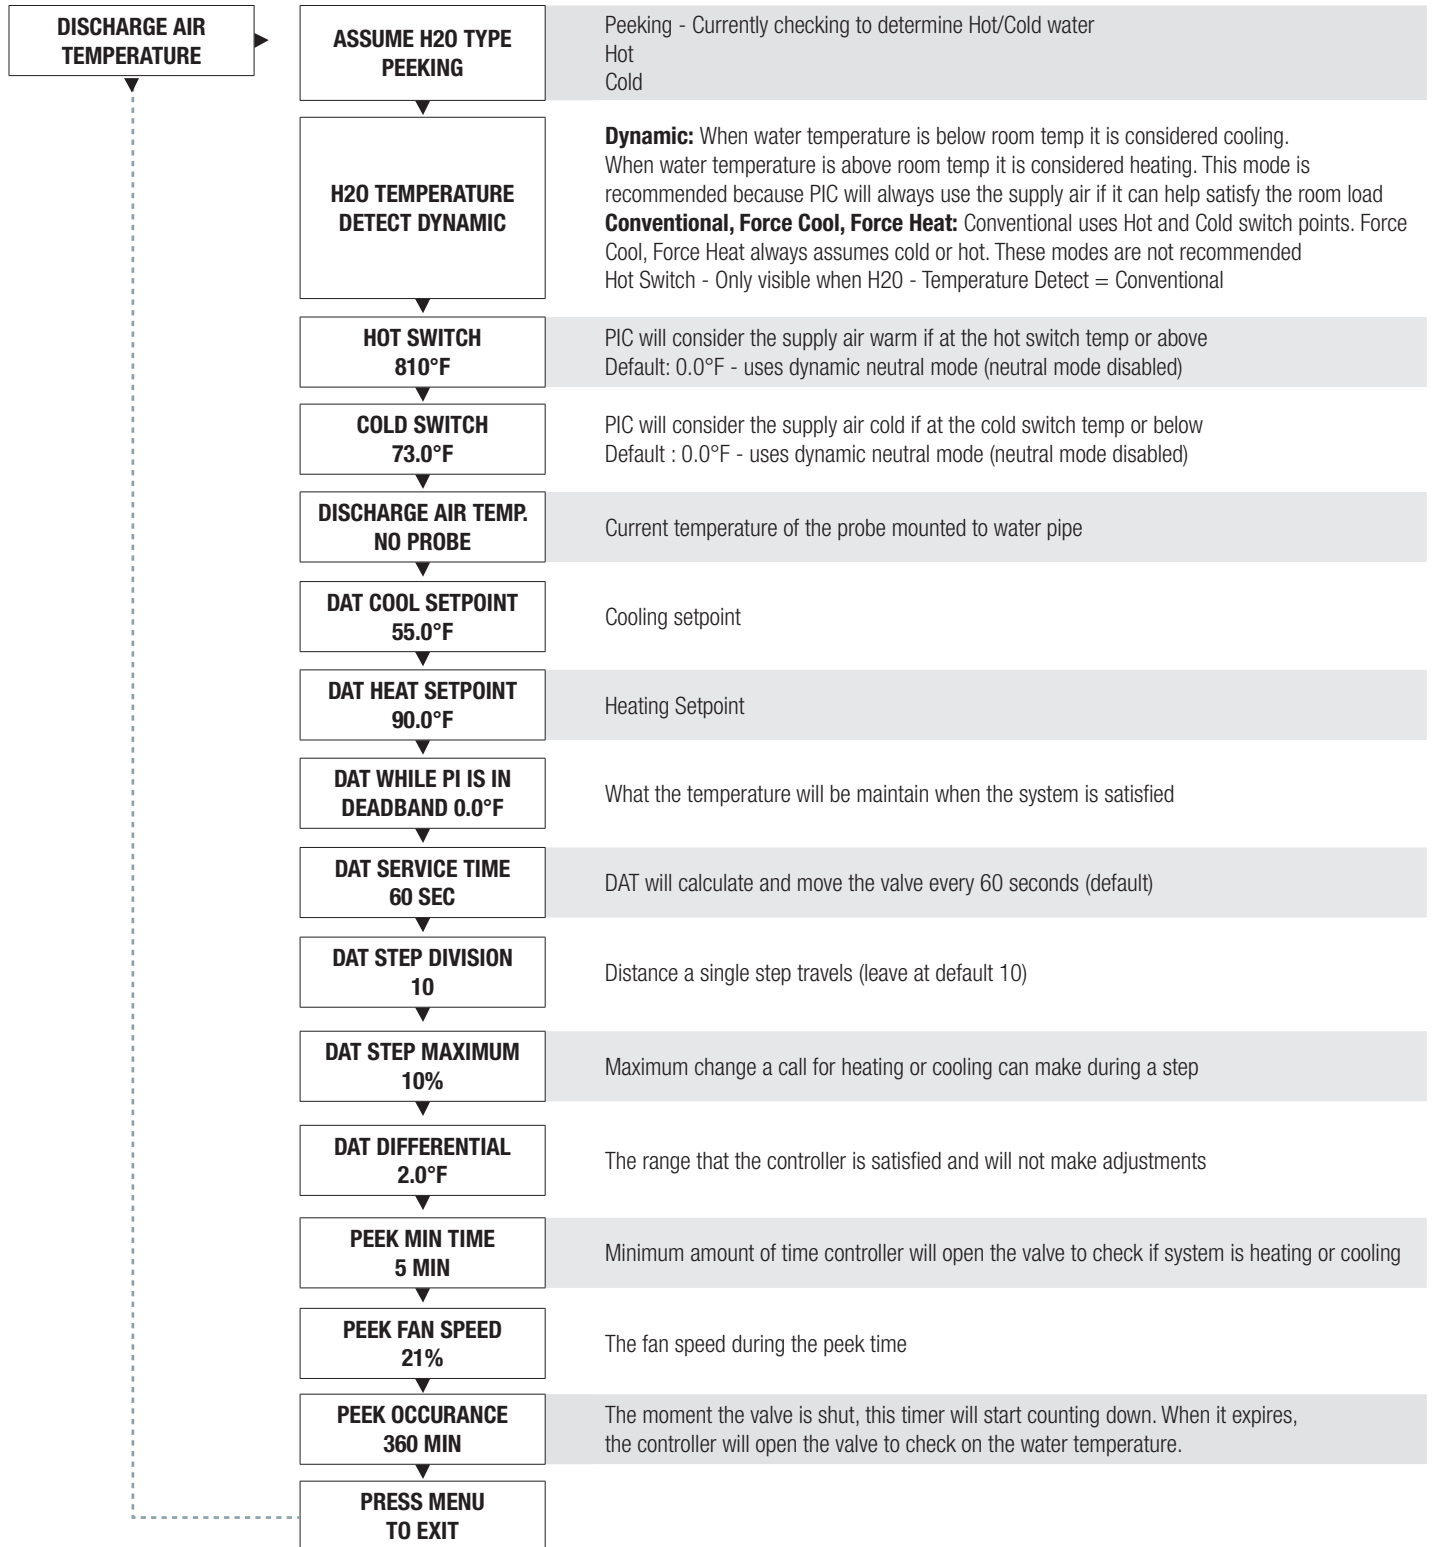 DISCHARGE AIR
TEMPERATURE
ASSUME H20 TYPE
PEEKING
Peeking - Currently checking to determine Hot/Cold water
Hot
Cold
H20 TEMPERATURE
DETECT DYNAMIC
Dynamic: When water temperature is below room temp it is considered cooling.
When water temperature is above room temp it is considered heating. This mode is
recommended because PIC will always use the supply air if it can help satisfy the room load
Conventional, Force Cool, Force Heat: Conventional uses Hot and Cold switch points. Force
Cool, Force Heat always assumes cold or hot. These modes are not recommended
Hot Switch - Only visible when H20 - Temperature Detect = Conventional
HOT SWITCH
810°F
PIC will consider the supply air warm if at the hot switch temp or above
Default: 0.0°F - uses dynamic neutral mode (neutral mode disabled)
COLD SWITCH
73.0°F
PIC will consider the supply air cold if at the cold switch temp or below
Default : 0.0°F - uses dynamic neutral mode (neutral mode disabled)
DISCHARGE AIR TEMP.
NO PROBE
Current temperature of the probe mounted to water pipe
DAT COOL SETPOINT
55.0°F
Cooling setpoint
DAT HEAT SETPOINT
90.0°F
Heating Setpoint
DAT WHILE PI IS IN
DEADBAND 0.0°F
What the temperature will be maintain when the system is satisfied
DAT SERVICE TIME
60 SEC
DAT will calculate and move the valve every 60 seconds (default)
DAT STEP DIVISION
10
Distance a single step travels (leave at default 10)
DAT STEP MAXIMUM
10%
Maximum change a call for heating or cooling can make during a step
DAT DIFFERENTIAL
2.0°F
The range that the controller is satisfied and will not make adjustments
PEEK MIN TIME
5 MIN
Minimum amount of time controller will open the valve to check if system is heating or cooling
PEEK FAN SPEED
21%
The fan speed during the peek time
PEEK OCCURANCE
360 MIN
The moment the valve is shut, this timer will start counting down. When it expires,
the controller will open the valve to check on the water temperature.
PRESS MENU
TO EXIT